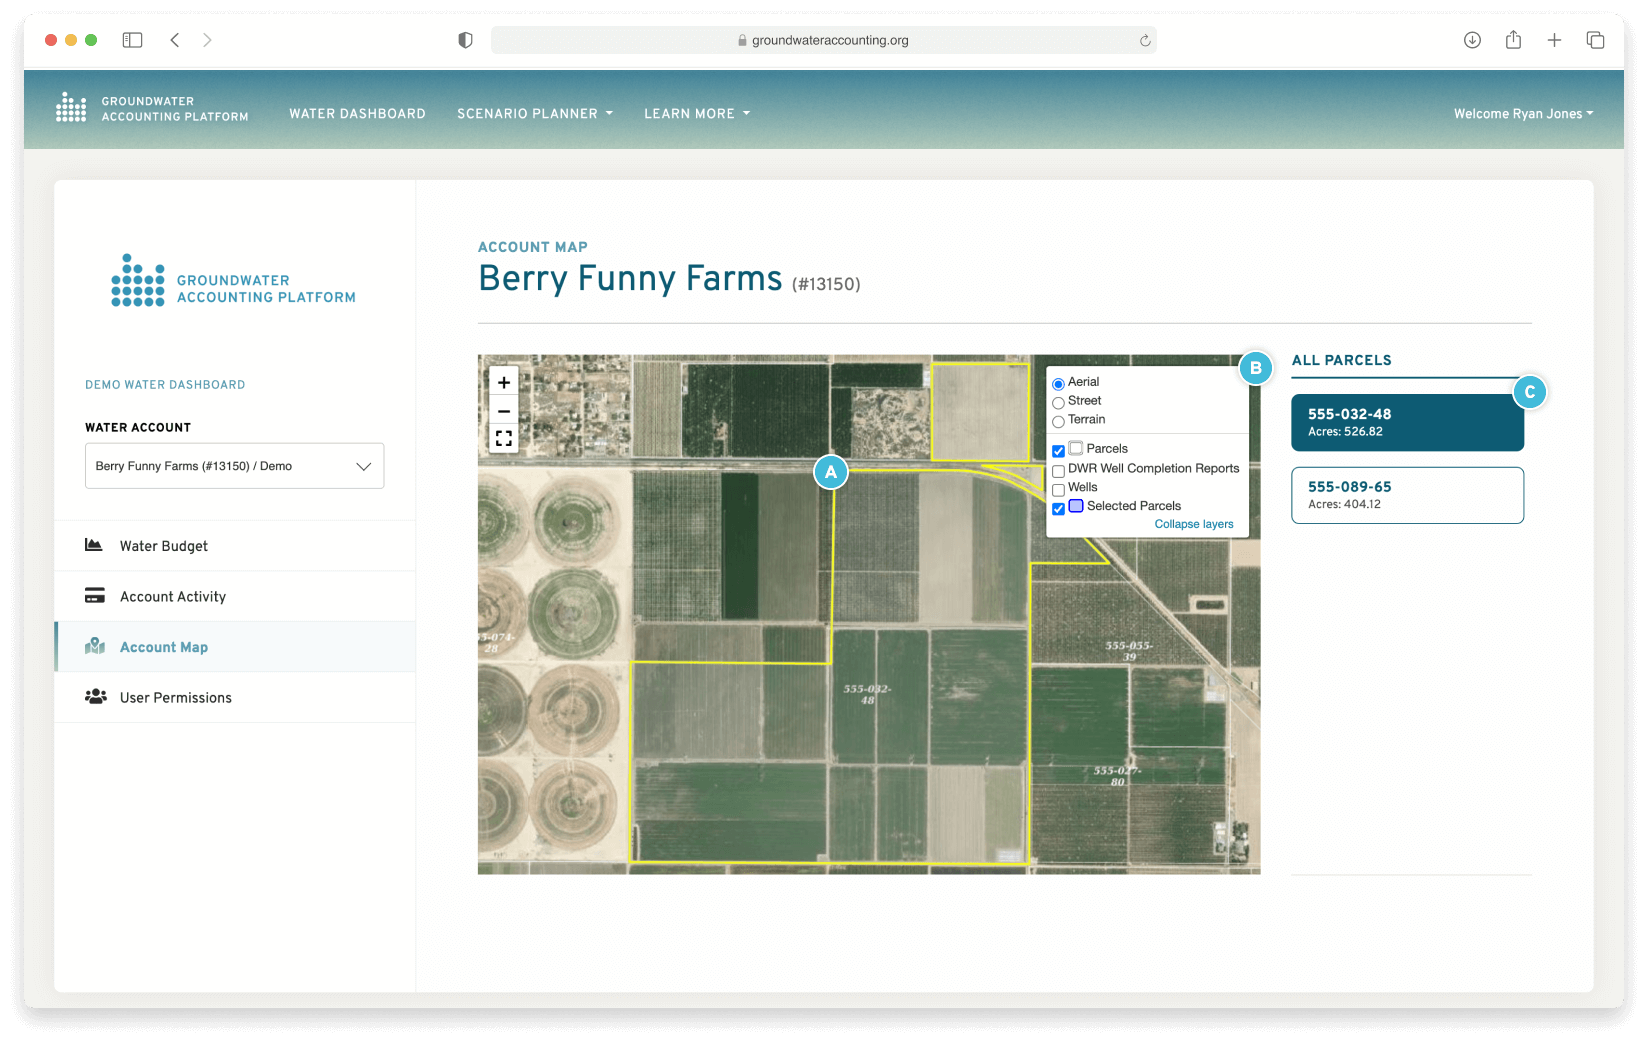 groundwateraccounting.org
GROUNDWATER
ACCOUNTING PLATFORM
WATER DASHBOARD
SCENARIO PLANNER
LEARN MORE
Welcome Ryan Jones
GROUNDWATER
ACCOUNTING PLATFORM
DEMO WATER DASHBOARD
WATER ACCOUNT
Berry Funny Farms (#13150) / Demo
Water Budget
Account Activity
Account Map
User Permissions
ACCOUNT MAP
Berry Funny Farms (#13150)
+
−
A
B
Aerial
Street
Terrain
Parcels
DWR Well Completion Reports
Wells
Selected Parcels
Collapse layers
5-074-
28
555-032-
48
555-055-
39
555-027-
80
ALL PARCELS
C
555-032-48
Acres: 526.82
555-089-65
Acres: 404.12